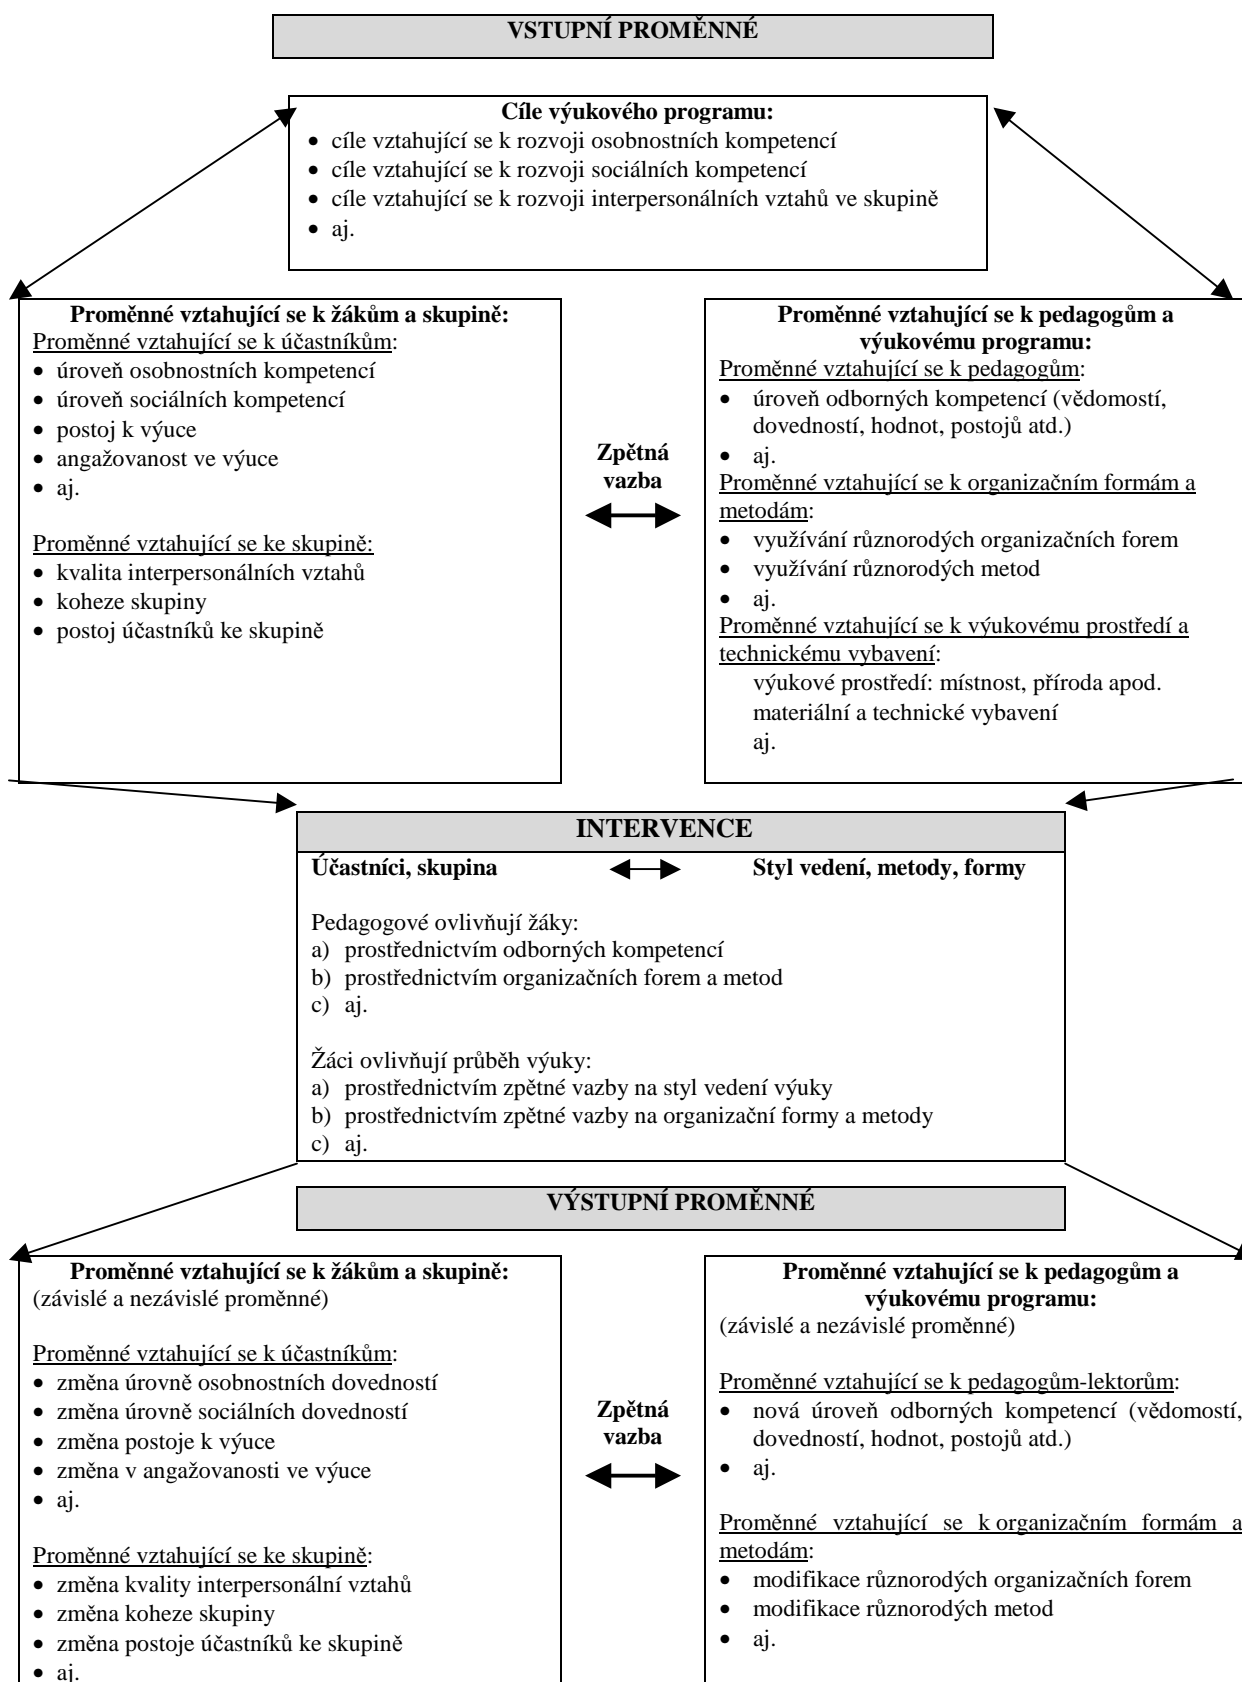 VSTUPNÍ PROMĚNNÉ
Cíle výukového programu:
• cíle vztahující se k rozvoji osobnostních kompetencí
• cíle vztahující se k rozvoji sociálních kompetencí
• cíle vztahující se k rozvoji interpersonálních vztahů ve skupině
• aj.
Proměnné vztahující se k žákům a skupině:
Proměnné vztahující se k účastníkům:
• úroveň osobnostních kompetencí
• úroveň sociálních kompetencí
• postoj k výuce
• angažovanost ve výuce
• aj.
Proměnné vztahující se ke skupině:
• kvalita interpersonálních vztahů
• koheze skupiny
• postoj účastníků ke skupině
Zpětná
vazba
Proměnné vztahující se k pedagogům a
výukovému programu:
Proměnné vztahující se k pedagogům:
• úroveň odborných kompetencí (vědomostí,
dovedností, hodnot, postojů atd.)
• aj.
Proměnné vztahující se k organizačním formám a
metodám:
• využívání různorodých organizačních forem
• využívání různorodých metod
• aj.
Proměnné vztahující se k výukovému prostředí a
technickému vybavení:
výukové prostředí: místnost, příroda apod.
materiální a technické vybavení
aj.
INTERVENCE
Účastníci, skupina Styl vedení, metody, formy
Pedagogové ovlivňují žáky:
a) prostřednictvím odborných kompetencí
b) prostřednictvím organizačních forem a metod
c) aj.
Žáci ovlivňují průběh výuky:
a) prostřednictvím zpětné vazby na styl vedení výuky
b) prostřednictvím zpětné vazby na organizační formy a metody
c) aj.
VÝSTUPNÍ PROMĚNNÉ
Proměnné vztahující se k žákům a skupině:
(závislé a nezávislé proměnné)
Proměnné vztahující se k účastníkům:
• změna úrovně osobnostních dovedností
• změna úrovně sociálních dovedností
• změna postoje k výuce
• změna v angažovanosti ve výuce
• aj.
Proměnné vztahující se ke skupině:
• změna kvality interpersonální vztahů
• změna koheze skupiny
• změna postoje účastníků ke skupině
• aj.
Zpětná
vazba
Proměnné vztahující se k pedagogům a
výukovému programu:
(závislé a nezávislé proměnné)
Proměnné vztahující se k pedagogům-lektorům:
• nová úroveň odborných kompetencí (vědomostí,
dovedností, hodnot, postojů atd.)
• aj.
Proměnné vztahující se k organizačním formám a
metodám:
• modifikace různorodých organizačních forem
• modifikace různorodých metod
• aj.